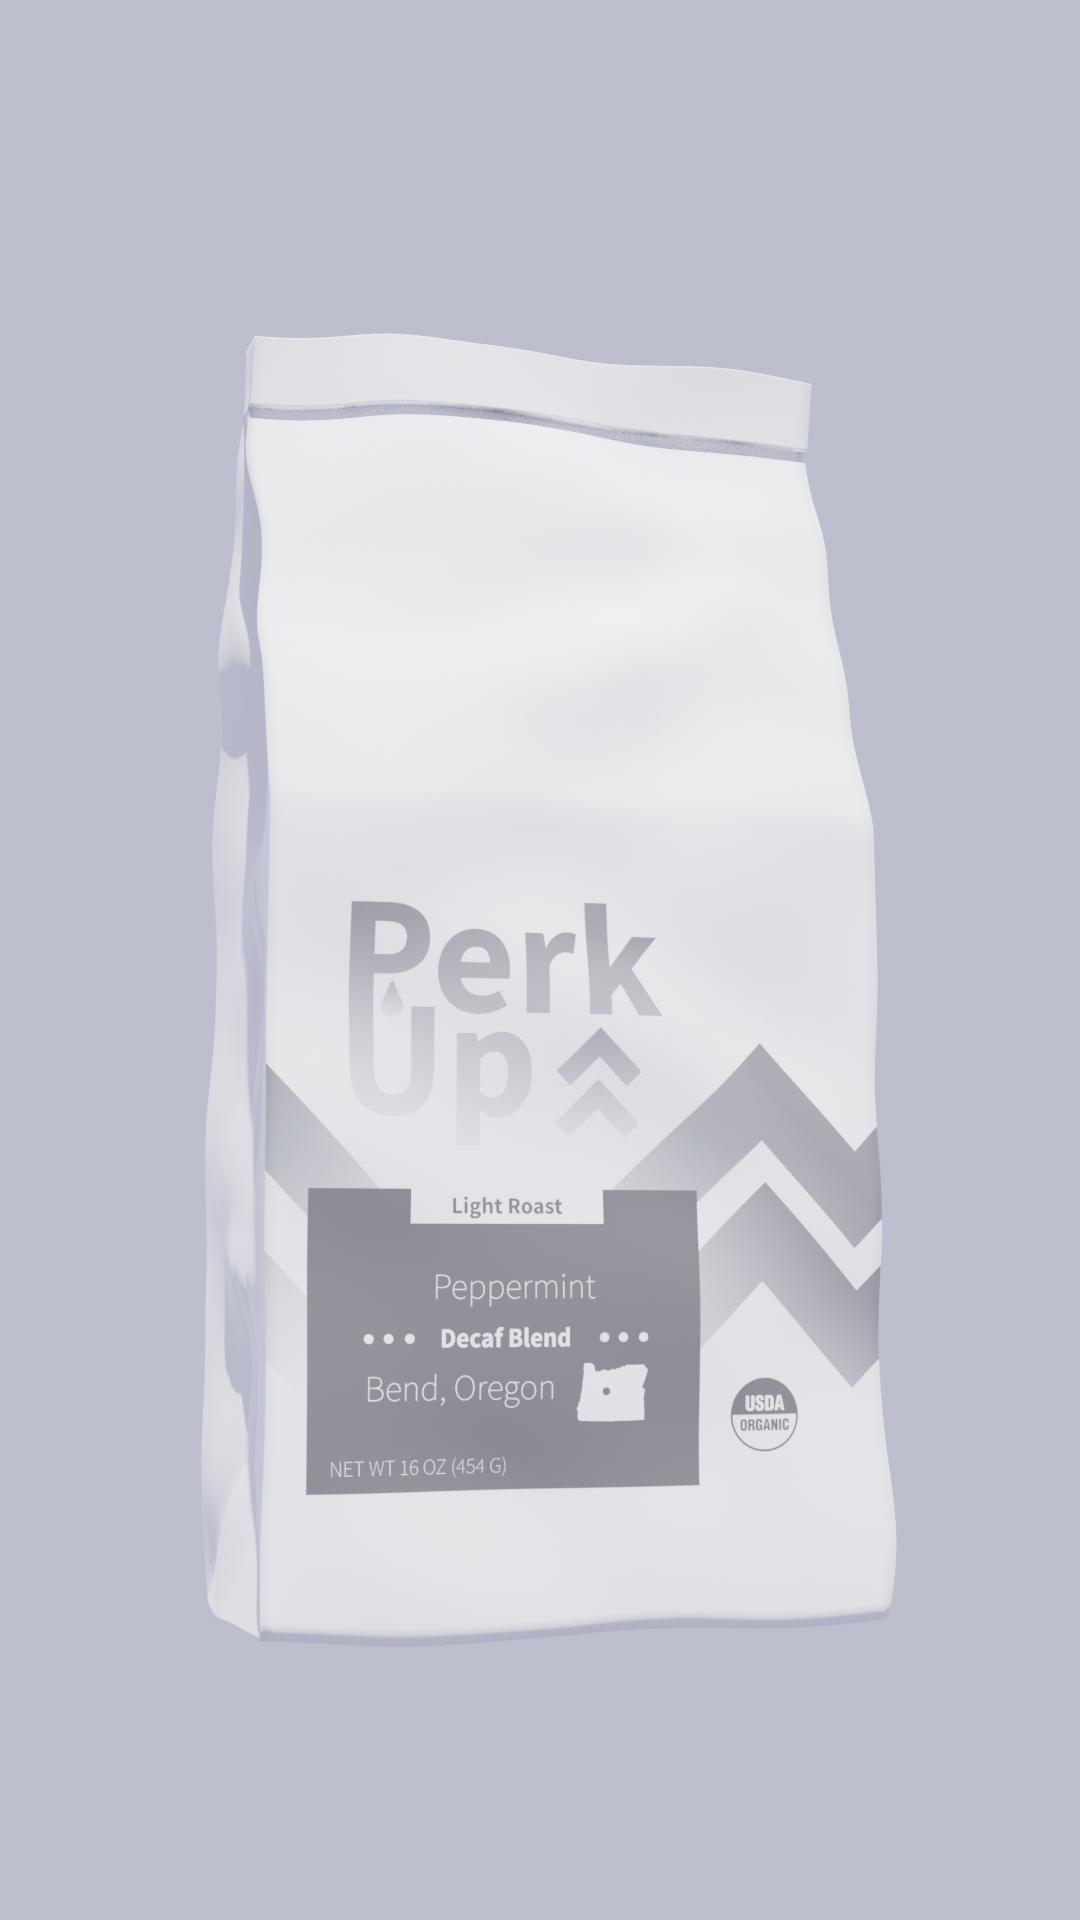 Perk
Up
Light Roast
Peppermint
Decaf Blend
Bend, Oregon
NET WT 16 OZ (454 G)
USDA
ORGANIC